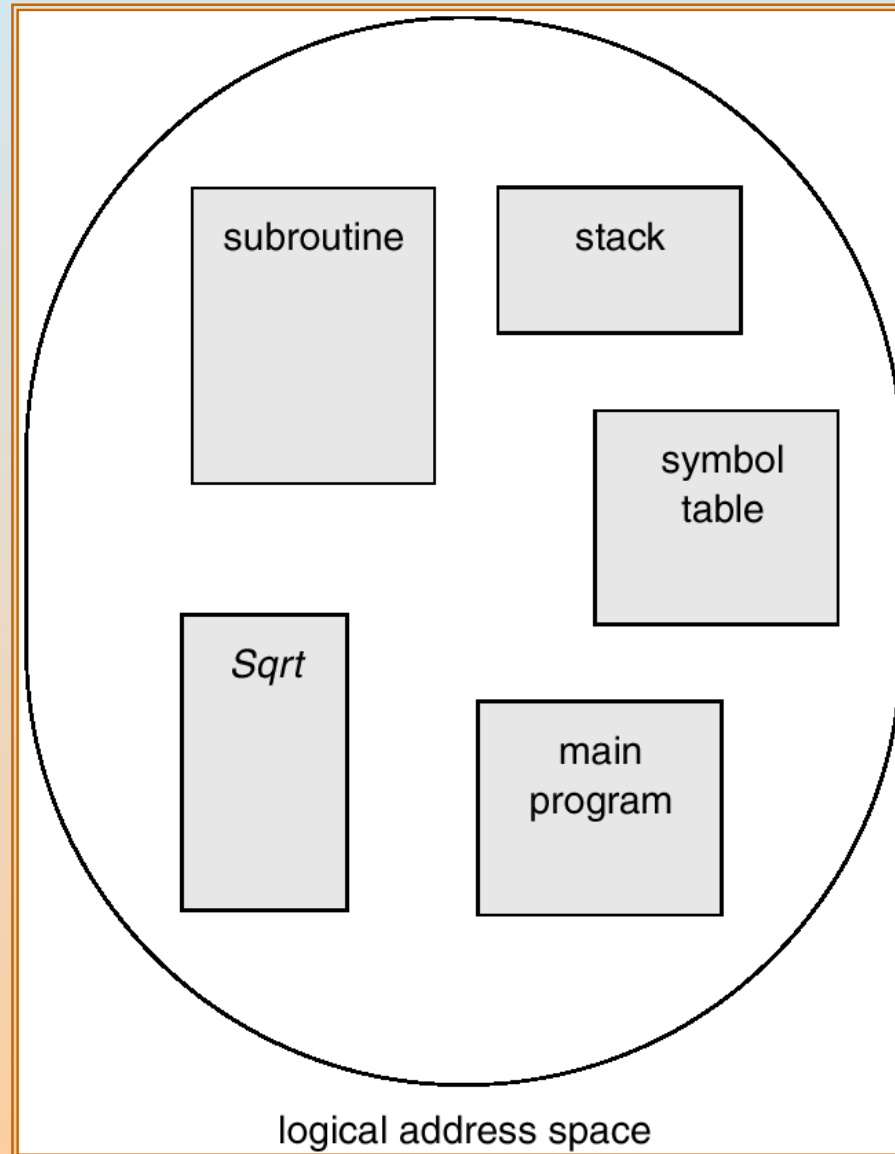 subroutine
stack
symbol
table
Sqrt
main
program
logical address space